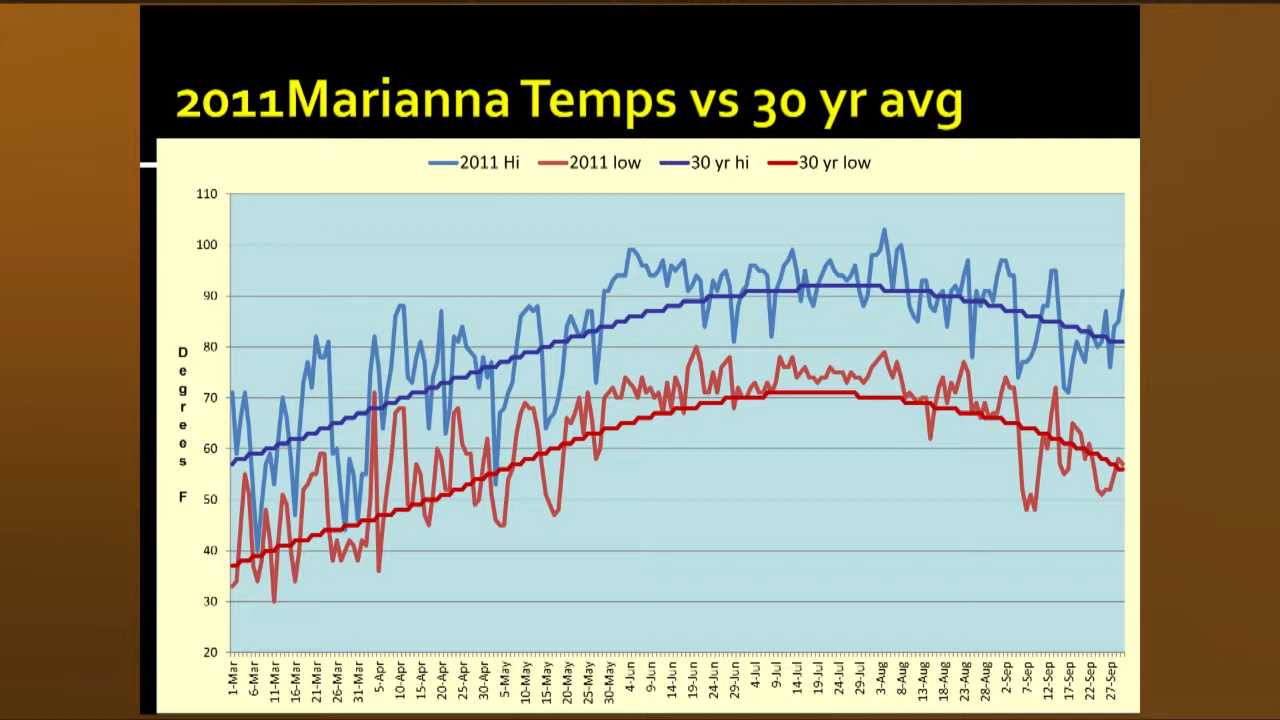 2011Marianna Temps vs 30 yr avg
2011 Hi 2011 low 30 yr hi 30 yr low
110
100
90
80
70
60
50
40
30
20
Degrees F
1-Mar 6-Mar 11-Mar 16-Mar 21-Mar 26-Mar 31-Mar 5-Apr 10-Apr 15-Apr 20-Apr 25-Apr 30-Apr 5-May 10-May 15-May 20-May 25-May 30-May 4-Jun 9-Jun 14-Jun 19-Jun 24-Jun 29-Jun 4-Jul 9-Jul 14-Jul 19-Jul 24-Jul 29-Jul 3-Aug 8-Aug 13-Aug 18-Aug 23-Aug 28-Aug 2-Sep 7-Sep 12-Sep 17-Sep 22-Sep 27-Sep